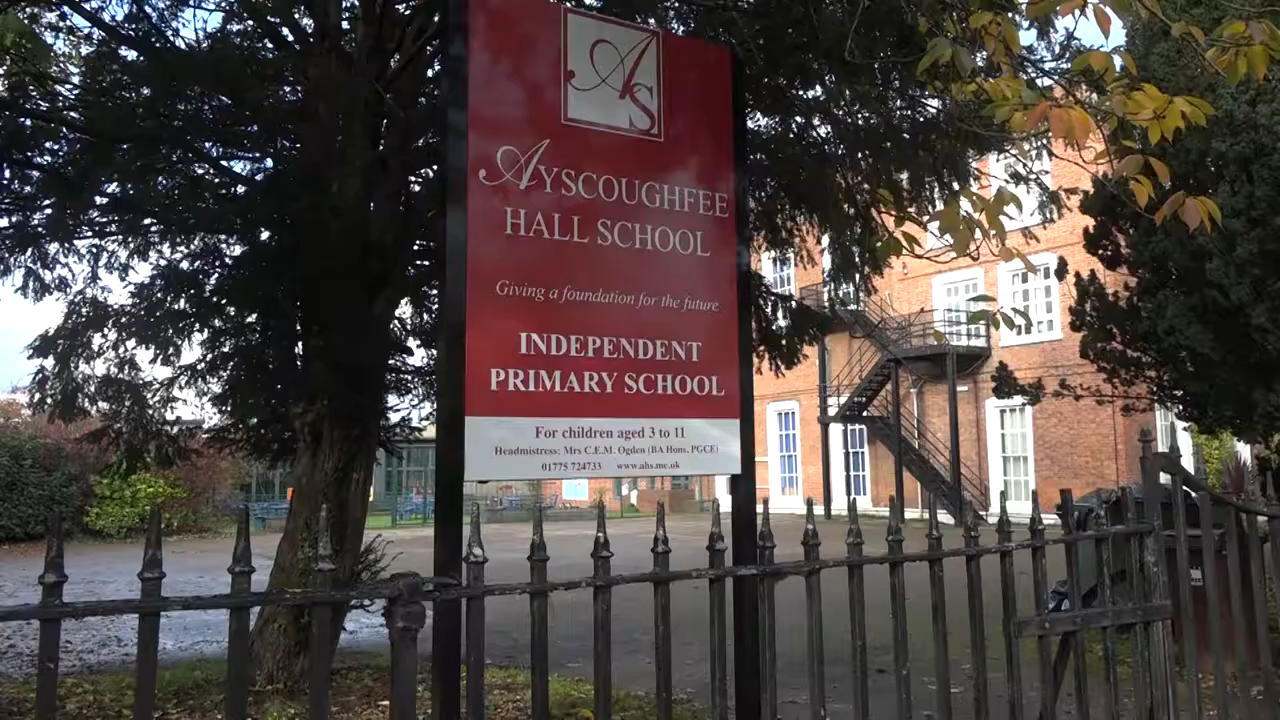 AS
AYSCOUGHFEE
HALL SCHOOL
Giving a foundation for the future
INDEPENDENT
PRIMARY SCHOOL
For children aged 3 to 11
Headmistress: Mrs C.E.M. Ogden (BA Hons, PGCE)
01775 724733 www.ahs.me.uk